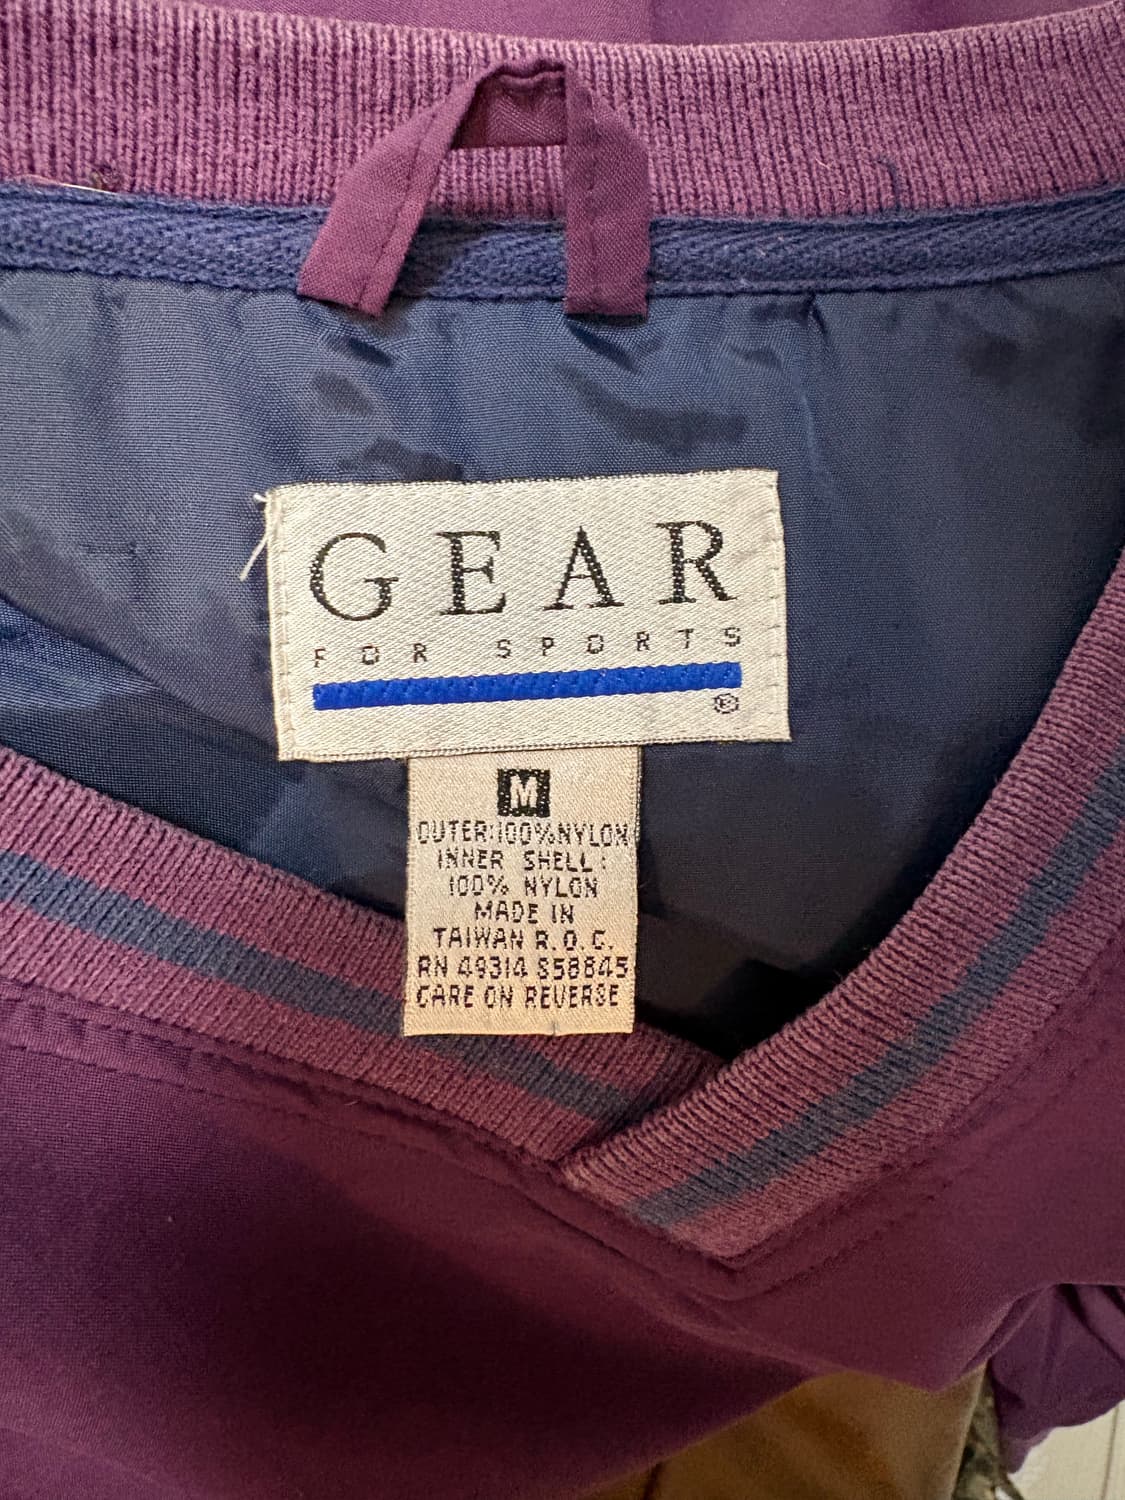 GEAR
FOR SPORTS
®
M
OUTER:100%NYLON
INNER SHELL:
100% NYLON
MADE IN
TAIWAN R.O.C.
RN 49314 S58845
CARE ON REVERSE